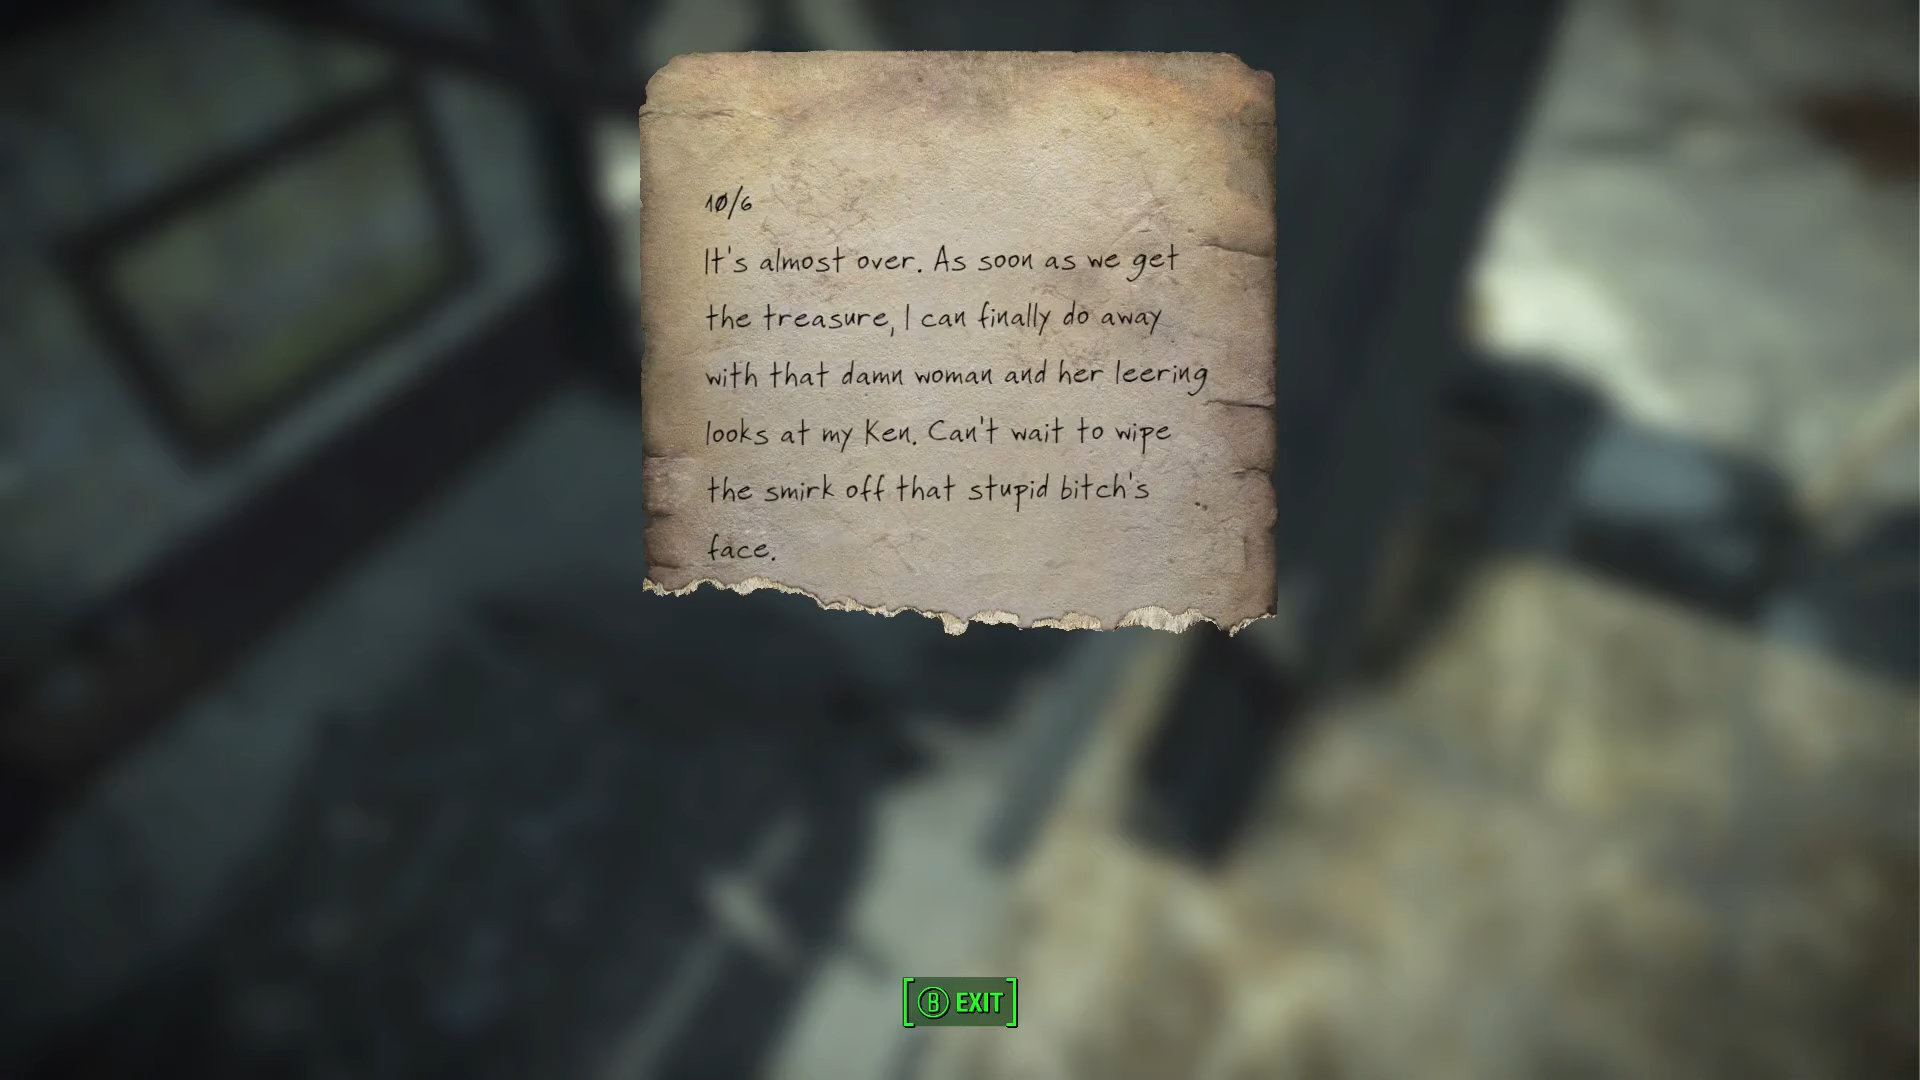 10/6
It's almost over. As soon as we get
the treasure, I can finally do away
with that damn woman and her leering
looks at my Ken. Can't wait to wipe
the smirk off that stupid bitch's
face.
B EXIT